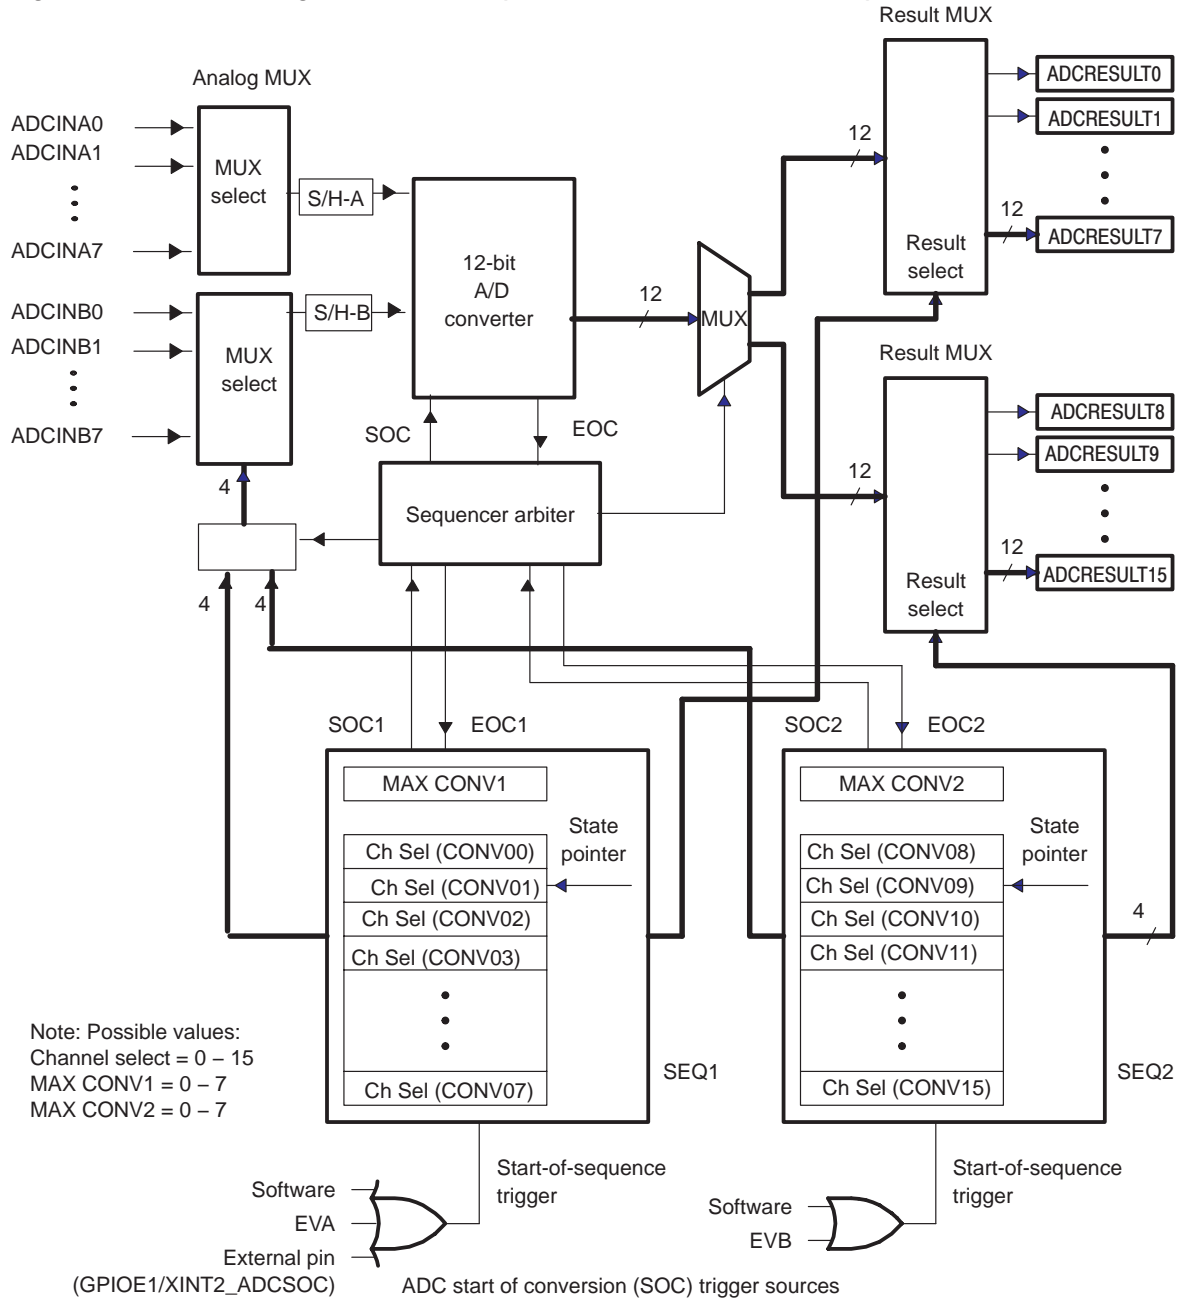 Result MUX
Analog MUX
ADCINA0
ADCINA1
ADCINA7
MUX
select
S/H-A
ADCINB0
ADCINB1
ADCINB7
MUX
select
S/H-B
12-bit
A/D
converter
12
MUX
12
Result
select
ADCRESULT0
ADCRESULT1
12
ADCRESULT7
Result MUX
12
Result
select
ADCRESULT8
ADCRESULT9
12
ADCRESULT15
SOC
EOC
4
Sequencer arbiter
4
4
SOC1
EOC1
SOC2
EOC2
MAX CONV1
State
pointer
Ch Sel (CONV00)
Ch Sel (CONV01)
Ch Sel (CONV02)
Ch Sel (CONV03)
Ch Sel (CONV07)
SEQ1
MAX CONV2
State
pointer
Ch Sel (CONV08)
Ch Sel (CONV09)
Ch Sel (CONV10)
Ch Sel (CONV11)
Ch Sel (CONV15)
4
SEQ2
Note: Possible values:
Channel select = 0 – 15
MAX CONV1 = 0 – 7
MAX CONV2 = 0 – 7
Start-of-sequence
trigger
Software
EVA
External pin
(GPIOE1/XINT2_ADCSOC)
Start-of-sequence
trigger
Software
EVB
ADC start of conversion (SOC) trigger sources